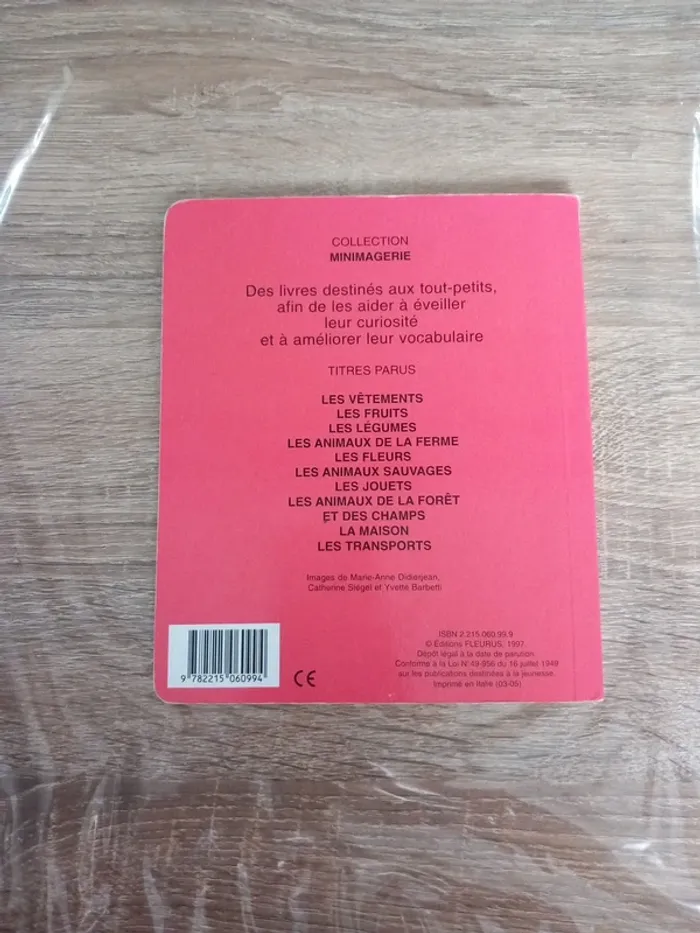 COLLECTION
MINIMAGERIE
Des livres destinés aux tout-petits,
afin de les aider à éveiller
leur curiosité
et à améliorer leur vocabulaire
TITRES PARUS
LES VÊTEMENTS
LES FRUITS
LES LÉGUMES
LES ANIMAUX DE LA FERME
LES FLEURS
LES ANIMAUX SAUVAGES
LES JOUETS
LES ANIMAUX DE LA FORÊT
ET DES CHAMPS
LA MAISON
LES TRANSPORTS
Images de Marie-Anne Didierjean,
Catherine Siégel et Yvette Barbetti
ISBN 2.215.060.99.9
© Editions FLEURUS, 1997
Dépôt légal à la date de parution.
Conforme à la Loi N°49-956 du 16 juillet 1949
sur les publications destinées à la jeunesse.
Imprimé en Italie (03-05)
9 782215 060994
CE